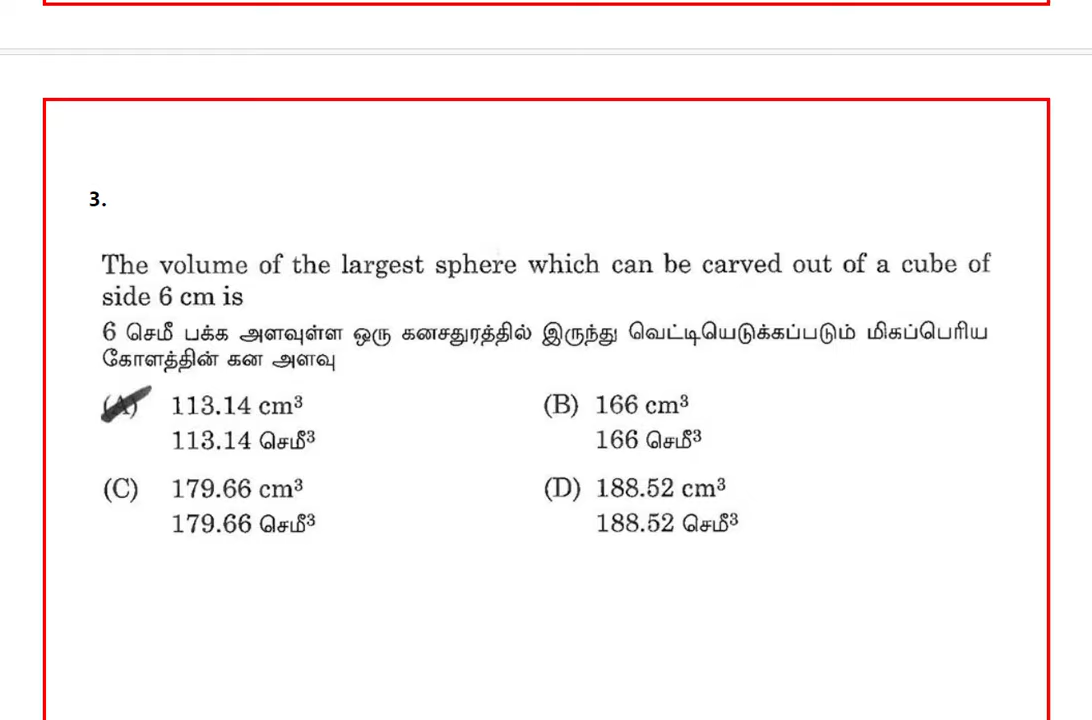 3.
The volume of the largest sphere which can be carved out of a cube of
side 6 cm is
6 செமீ பக்க அளவுள்ள ஒரு கனசதுரத்தில் இருந்து வெட்டியெடுக்கப்படும் மிகப்பெரிய
கோளத்தின் கன அளவு
(A) 113.14 cm³
113.14 செமீ³
(B) 166 cm³
166 செமீ³
(C) 179.66 cm³
179.66 செமீ³
(D) 188.52 cm³
188.52 செமீ³